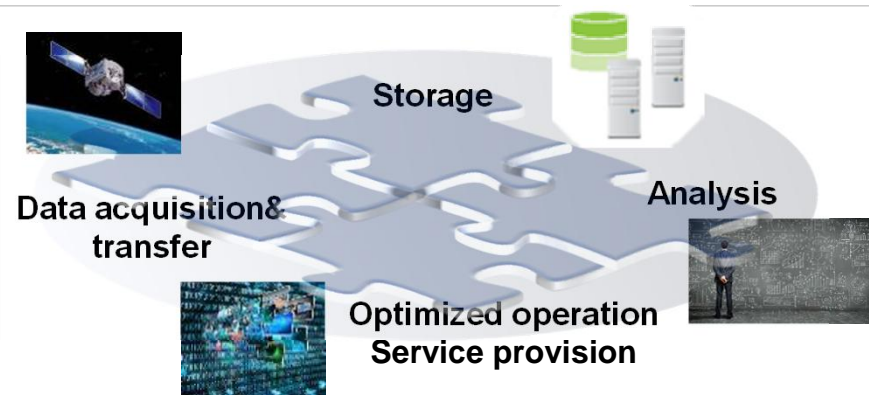 Storage
Analysis
Data acquisition&
transfer
Optimized operation
Service provision